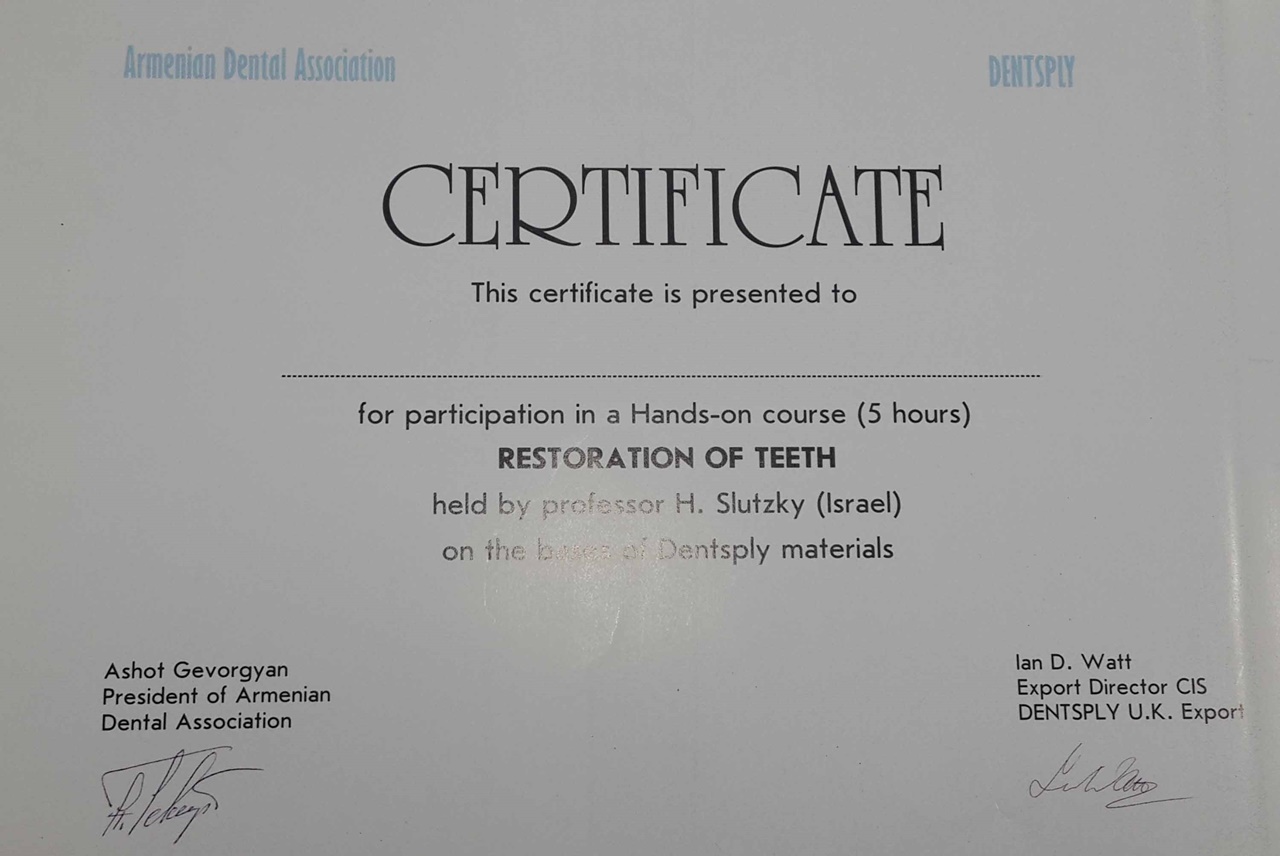 Armenian Dental Association
DENTSPLY
CERTIFICATE
This certificate is presented to
for participation in a Hands-on course (5 hours)
RESTORATION OF TEETH
held by professor H. Slutzky (Israel)
on the bases of Dentsply materials
Ashot Gevorgyan
President of Armenian
Dental Association
Ian D. Watt
Export Director CIS
DENTSPLY U.K. Export